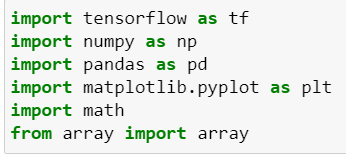 import tensorflow as tf
import numpy as np
import pandas as pd
import matplotlib.pyplot as plt
import math
from array import array